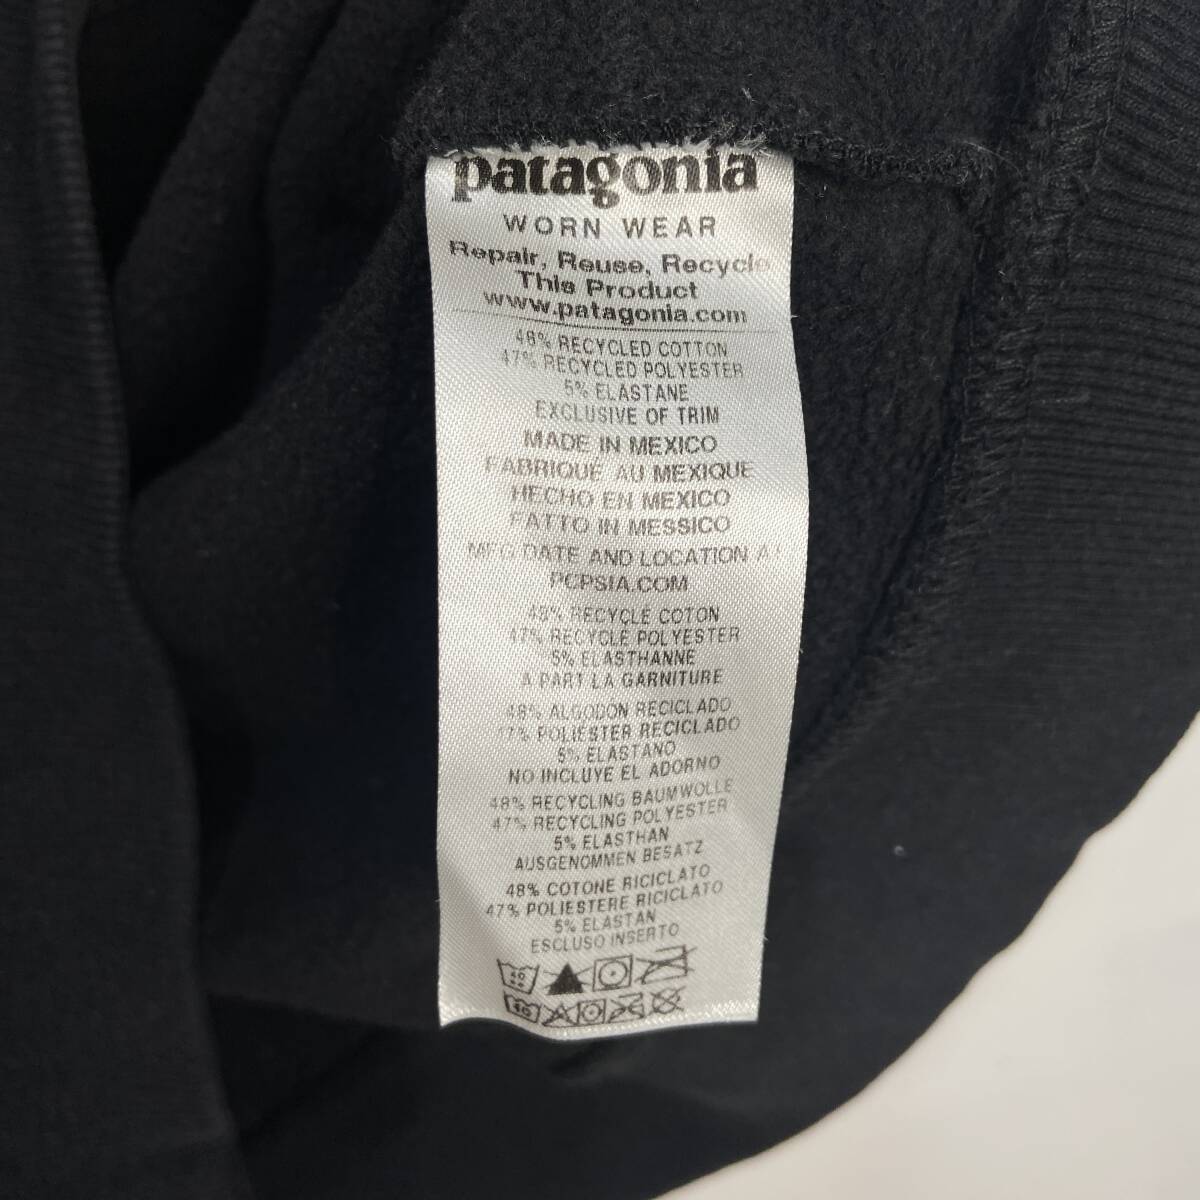 patagonia
WORN WEAR
Repair, Reuse, Recycle
This Product
www.patagonia.com
48% RECYCLED COTTON
47% RECYCLED POLYESTER
5% ELASTANE
EXCLUSIVE OF TRIM
MADE IN MEXICO
FABRIQUÉ AU MEXIQUE
HECHO EN MEXICO
FATTO IN MESSICO
MFG DATE AND LOCATION AT
PCPSIA.COM
48% RECYCLE COTON
47% RECYCLE POLYESTER
5% ELASTHANNE
A PART LA GARNITURE
48% ALGODON RECICLADO
47% POLIESTER RECICLADO
5% ELASTANO
NO INCLUYE EL ADORNO
48% RECYCLING BAUMWOLLE
47% RECYCLING POLYESTER
5% ELASTHAN
AUSGENOMMEN BESATZ
48% COTONE RICICLATO
47% POLIESTERE RICICLATO
5% ELASTAN
ESCLUSO INSERTO
40
40